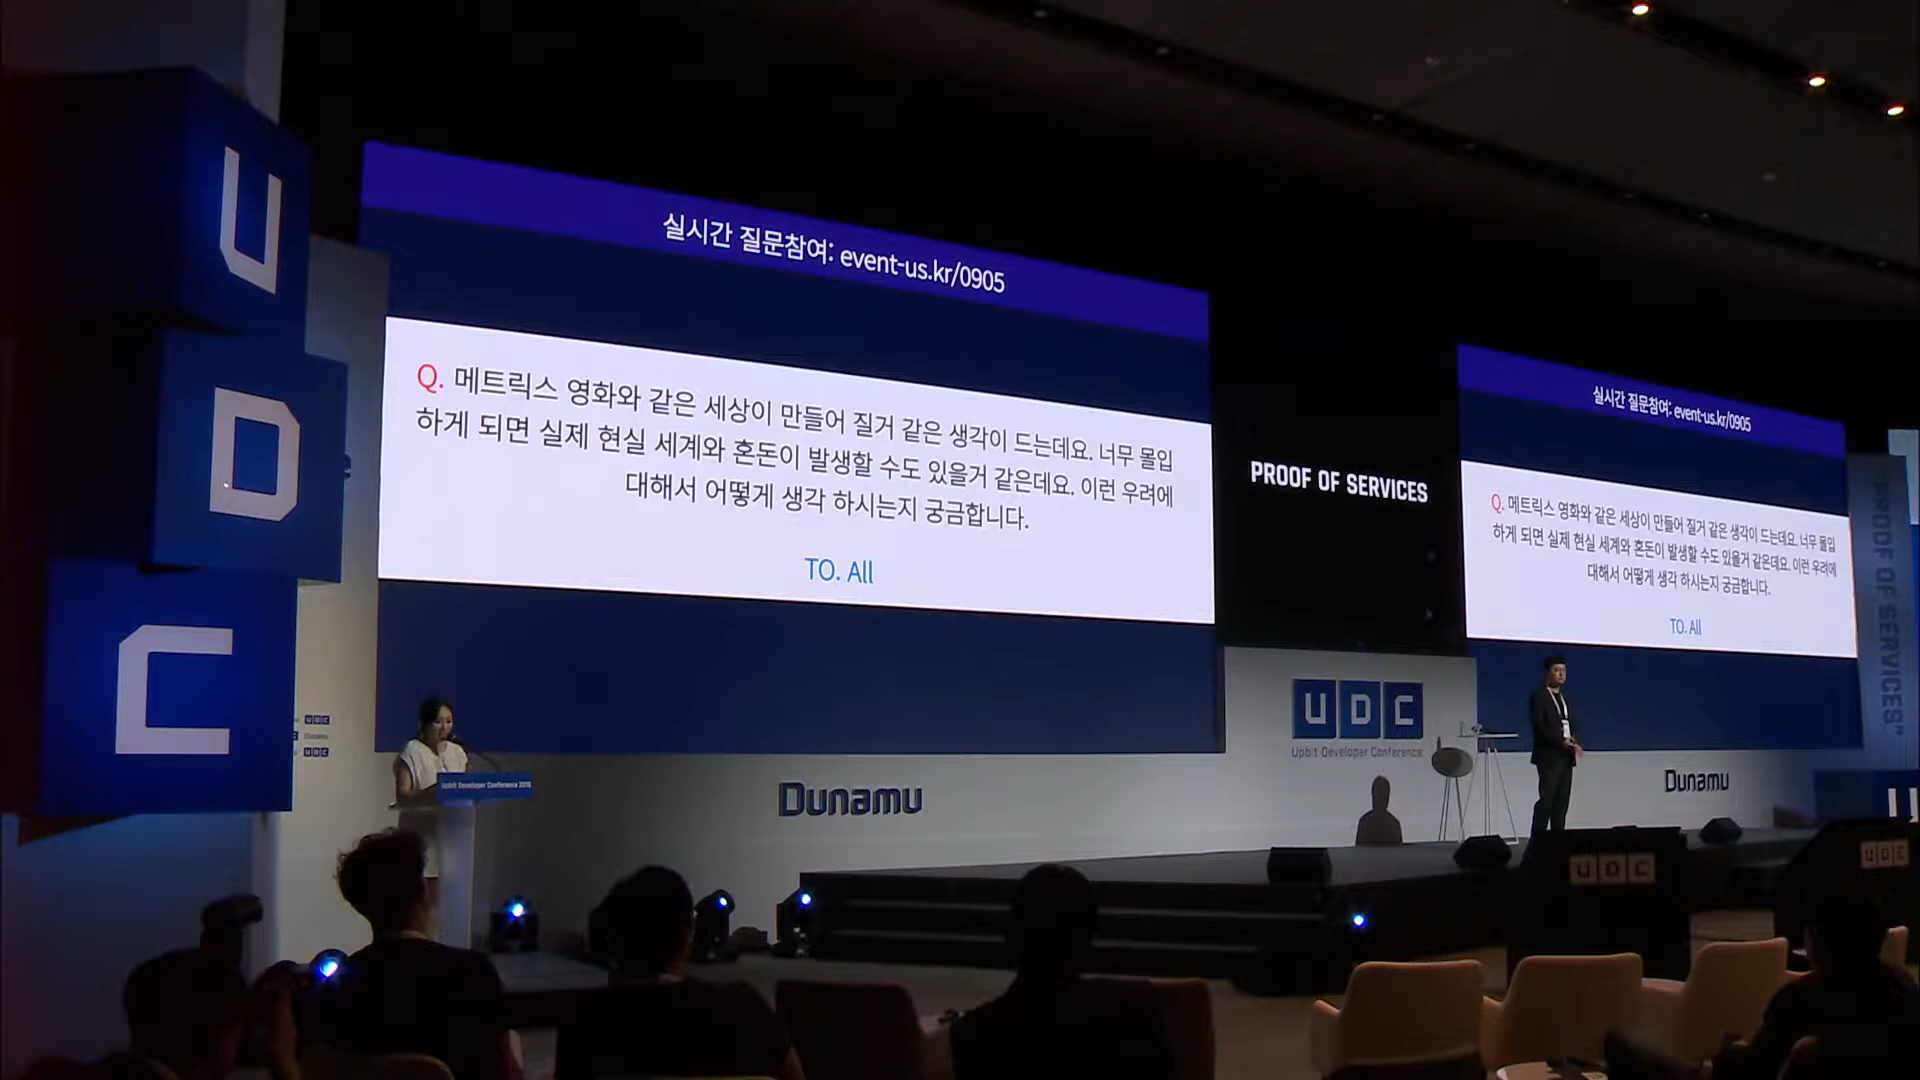 U
D
C
실시간 질문참여: event-us.kr/0905
Q. 메트릭스 영화와 같은 세상이 만들어 질거 같은 생각이 드는데요. 너무 몰입
하게 되면 실제 현실 세계와 혼돈이 발생할 수도 있을거 같은데요. 이런 우려에
대해서 어떻게 생각 하시는지 궁금합니다.
TO. All
PROOF OF SERVICES
실시간 질문참여: event-us.kr/0905
Q. 메트릭스 영화와 같은 세상이 만들어 질거 같은 생각이 드는데요. 너무 몰입
하게 되면 실제 현실 세계와 혼돈이 발생할 수도 있을거 같은데요. 이런 우려에
대해서 어떻게 생각 하시는지 궁금합니다.
TO. All
PROOF OF SERVICES"
UDC
Dunamu
UDC
UDC
Upbit Developer Conference
Upbit Developer Conference
Dunamu
Dunamu
UDC
UDC